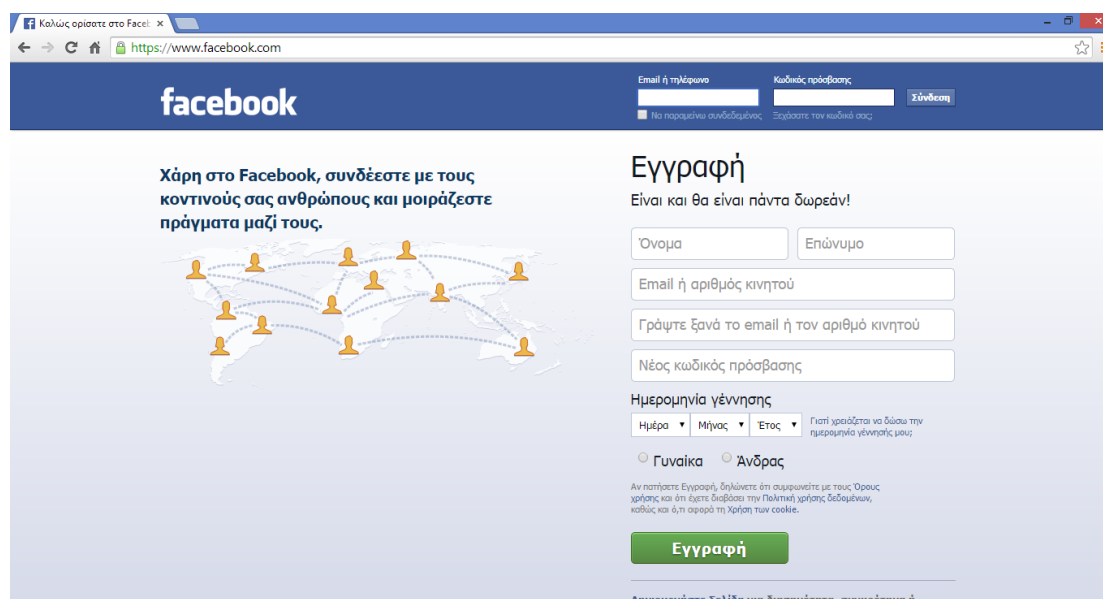 Καλώς ορίσατε στο Facel
https://www.facebook.com
facebook
Email ή τηλέφωνο
Κωδικός πρόσβασης
Σύνδεση
Να παραμείνω συνδεδεμένος
Ξεχάσατε τον κωδικό σας;
Χάρη στο Facebook, συνδέεστε με τους
κοντινούς σας ανθρώπους και μοιράζεστε
πράγματα μαζί τους.
Εγγραφή
Είναι και θα είναι πάντα δωρεάν!
Όνομα
Επώνυμο
Email ή αριθμός κινητού
Γράψτε ξανά το email ή τον αριθμό κινητού
Νέος κωδικός πρόσβασης
Ημερομηνία γέννησης
Ημέρα
Μήνας
Έτος
Γιατί χρειάζεται να δώσω την
ημερομηνία γέννησής μου;
Γυναίκα
Άνδρας
Αν πατήσετε Εγγραφή, δηλώνετε ότι συμφωνείτε με τους Όρους
χρήσης και ότι έχετε διαβάσει την Πολιτική χρήσης δεδομένων,
καθώς και ό,τι αφορά τη Χρήση των cookie.
Εγγραφή